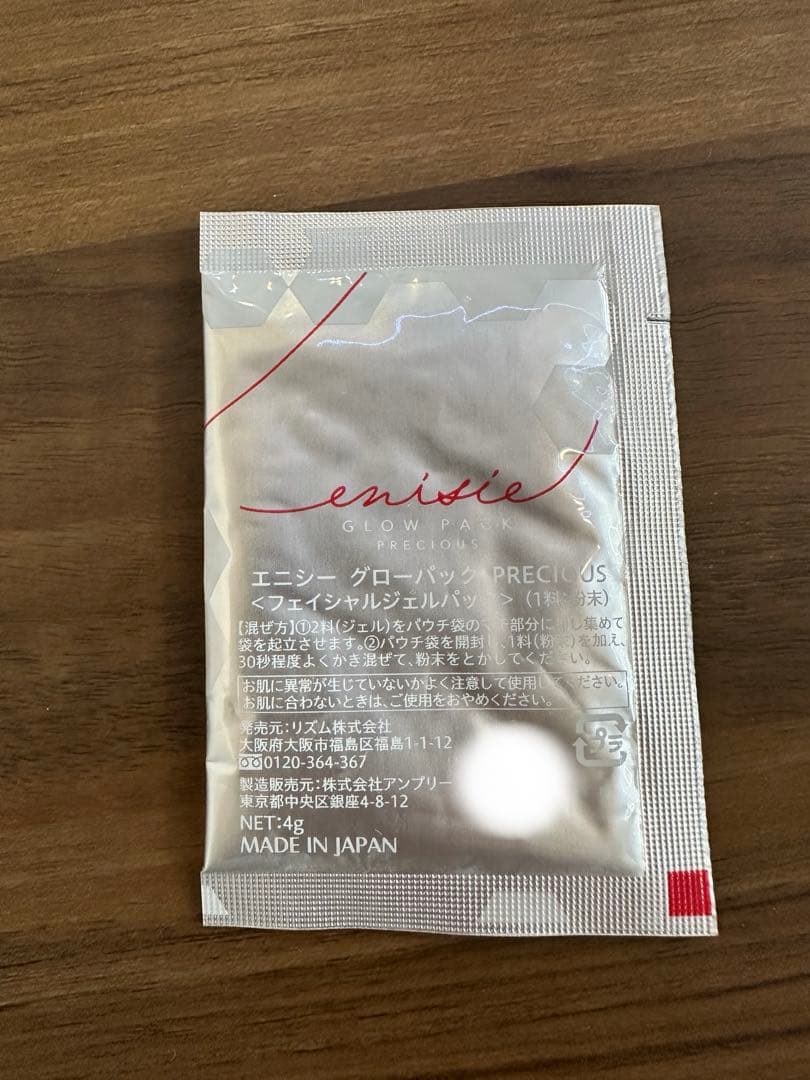 enisie
GLOW PACK
PRECIOUS
エニシー グローパック PRECIOUS
<フェイシャルジェルパック>(1料:粉末)
【混ぜ方】①2料(ジェル)をパウチ袋のマチ部分に押し集めて
袋を起立させます。②パウチ袋を開封し、1料(粉末)を加え、
30秒程度よくかき混ぜて、粉末をとかしてください。
お肌に異常が生じていないかよく注意して使用してください。
お肌に合わないときは、ご使用をおやめください。
発売元:リズム株式会社
大阪府大阪市福島区福島1-1-12
0120-364-367
製造販売元:株式会社アンプリー
東京都中央区銀座4-8-12
NET:4g
MADE IN JAPAN
プラ